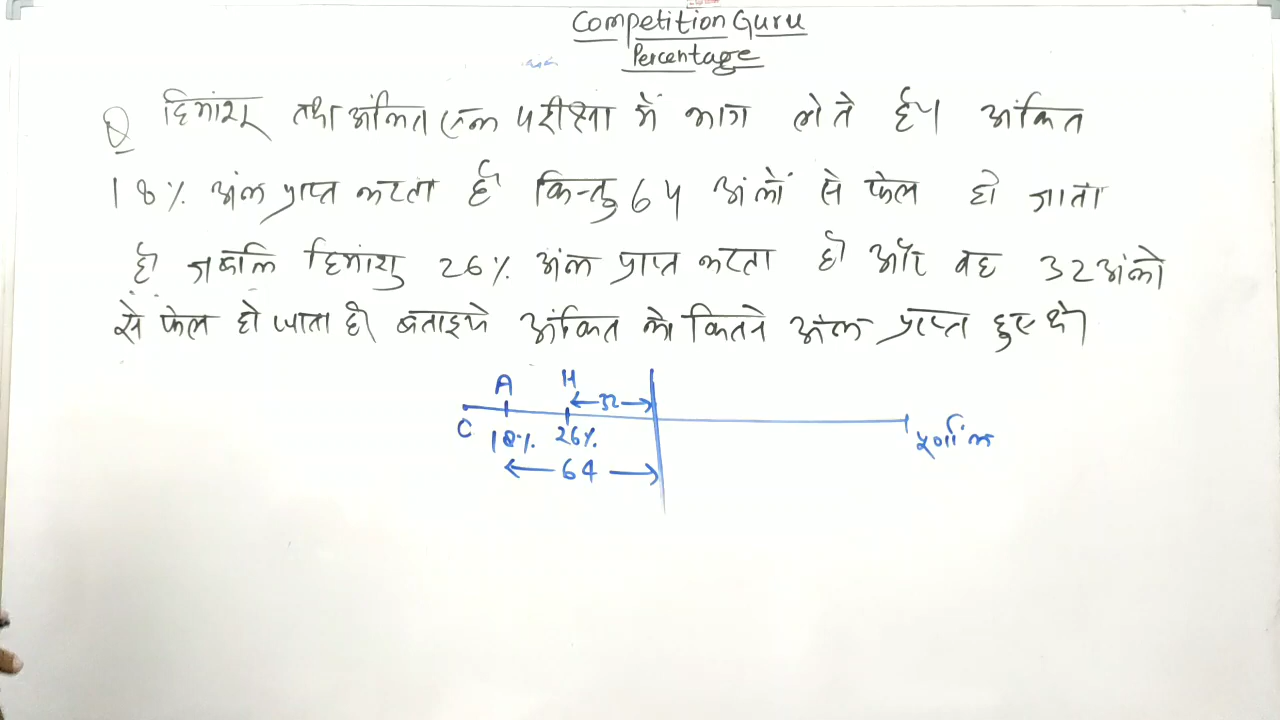 Competition Guru
Percentage
Q हिमांशु तथा अंकित एक परीक्षा में भाग लेते हैं। अंकित
18% अंक प्राप्त करता है किन्तु 64 अंकों से फेल हो जाता
है। जबकि हिमांशु 26% अंक प्राप्त करता है और वह 32 अंको
से फेल हो जाता है। बताइये अंकित को कितने अंक प्राप्त हुए थे।
A H 32
C 18% 26% पूर्णांक
64